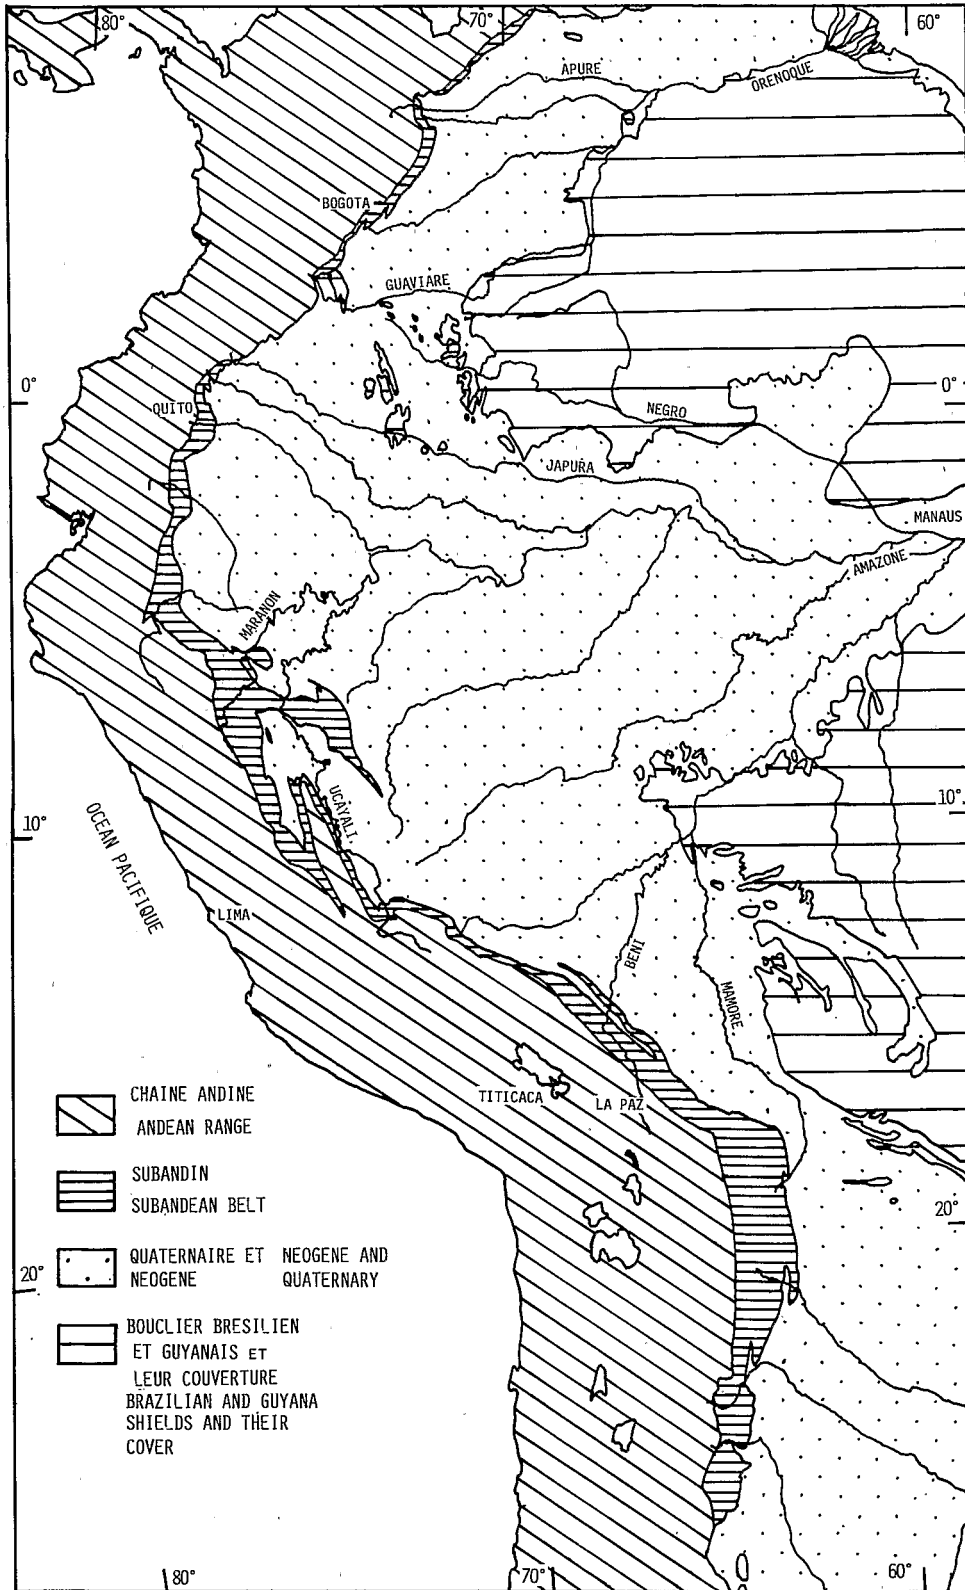 80°
70°
60°
APURE
ORENOQUE
BOGOTA
GUAVIARE
0°
0°
QUITO
NEGRO
JAPURA
MANAUS
AMAZONE
MARANON
UCAYALI
10°
10°
OCEAN PACIFIQUE
LIMA
BENI
MAMORE
TITICACA
LA PAZ
CHAINE ANDINE
ANDEAN RANGE
SUBANDIN
SUBANDEAN BELT
20°
QUATERNAIRE ET NEOGENE AND
NEOGENE QUATERNARY
20°
BOUCLIER BRESILIEN
ET GUYANAIS ET
LEUR COUVERTURE
BRAZILIAN AND GUYANA
SHIELDS AND THEIR
COVER
80°
70°
60°